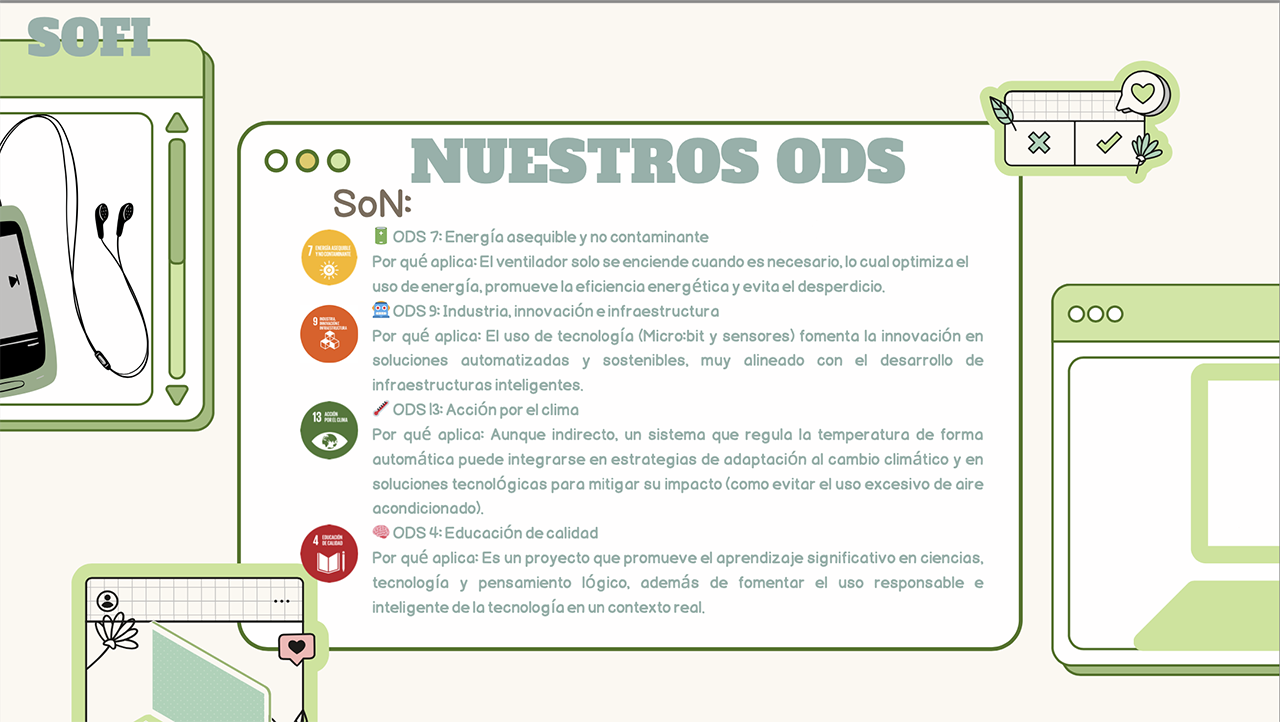 SOFI
NUESTROS ODS
SoN:
7 ENERGÍA ASEQUIBLE
Y NO CONTAMINANTE
ODS 7: Energía asequible y no contaminante
Por qué aplica: El ventilador solo se enciende cuando es necesario, lo cual optimiza el
uso de energía, promueve la eficiencia energética y evita el desperdicio.
9 INDUSTRIA,
INNOVACIÓN E
INFRAESTRUCTURA
ODS 9: Industria, innovación e infraestructura
Por qué aplica: El uso de tecnología (Micro:bit y sensores) fomenta la innovación en
soluciones automatizadas y sostenibles, muy alineado con el desarrollo de
infraestructuras inteligentes.
13 ACCIÓN
POR EL CLIMA
ODS 13: Acción por el clima
Por qué aplica: Aunque indirecto, un sistema que regula la temperatura de forma
automática puede integrarse en estrategias de adaptación al cambio climático y en
soluciones tecnológicas para mitigar su impacto (como evitar el uso excesivo de aire
acondicionado).
4 EDUCACIÓN
DE CALIDAD
ODS 4: Educación de calidad
Por qué aplica: Es un proyecto que promueve el aprendizaje significativo en ciencias,
tecnología y pensamiento lógico, además de fomentar el uso responsable e
inteligente de la tecnología en un contexto real.